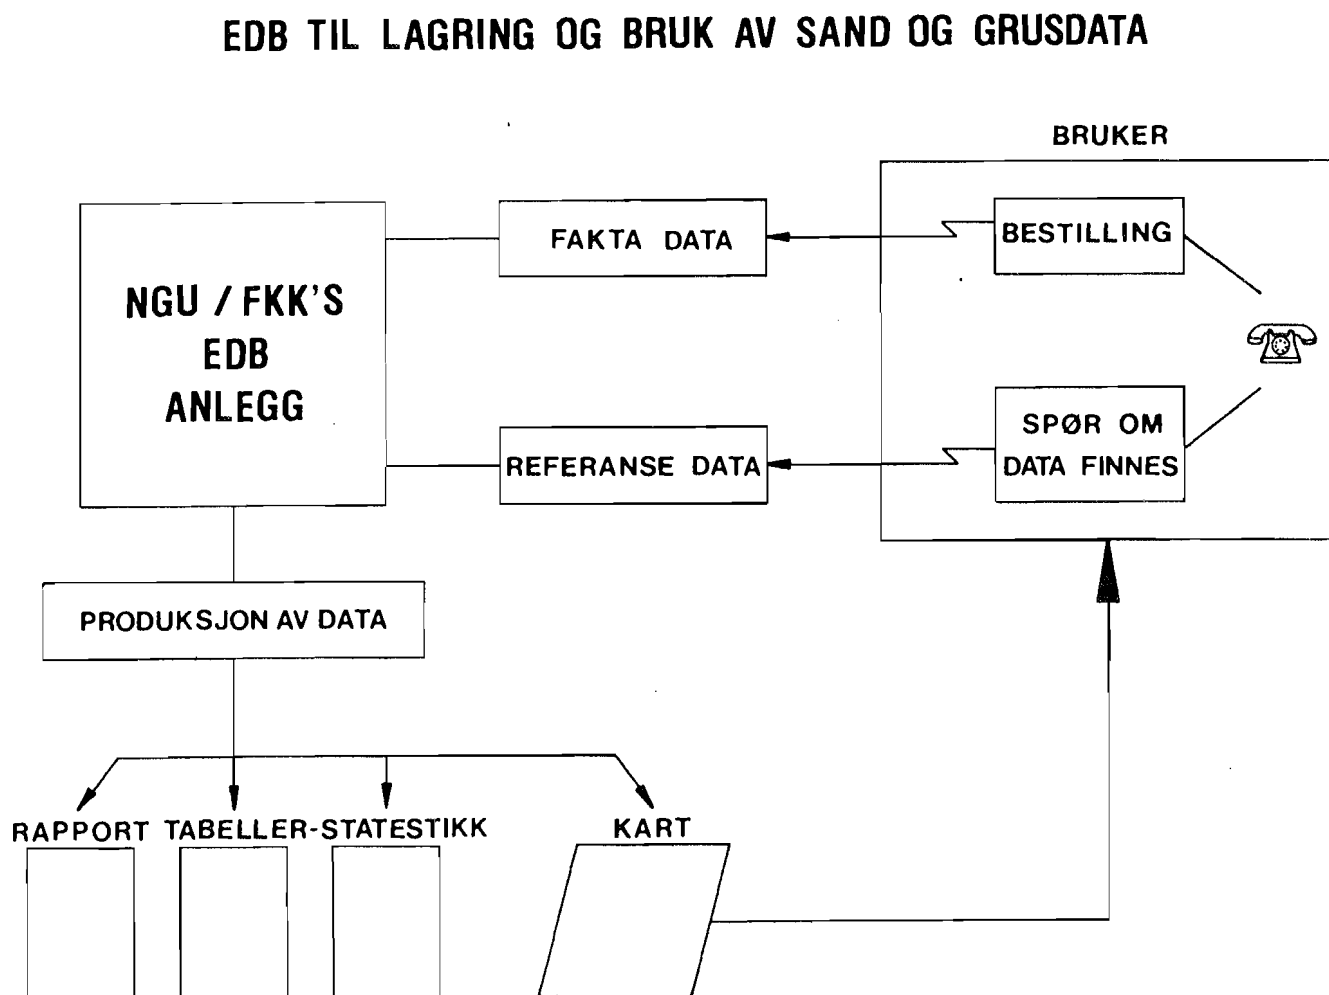 EDB TIL LAGRING OG BRUK AV SAND OG GRUSDATA
BRUKER
NGU / FKK'S
EDB
ANLEGG
FAKTA DATA
BESTILLING
REFERANSE DATA
SPØR OM
DATA FINNES
PRODUKSJON AV DATA
RAPPORT TABELLER-STATESTIKK
KART